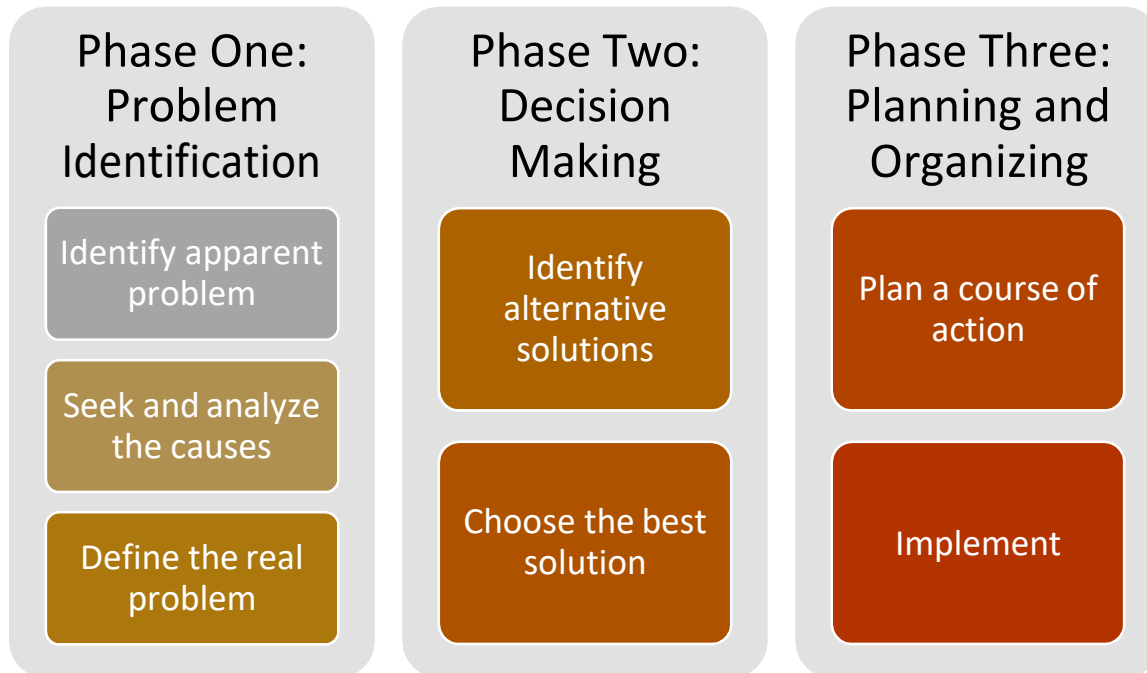 Phase One:
Problem
Identification
Identify apparent
problem
Seek and analyze
the causes
Define the real
problem
Phase Two:
Decision
Making
Identify
alternative
solutions
Choose the best
solution
Phase Three:
Planning and
Organizing
Plan a course of
action
Implement